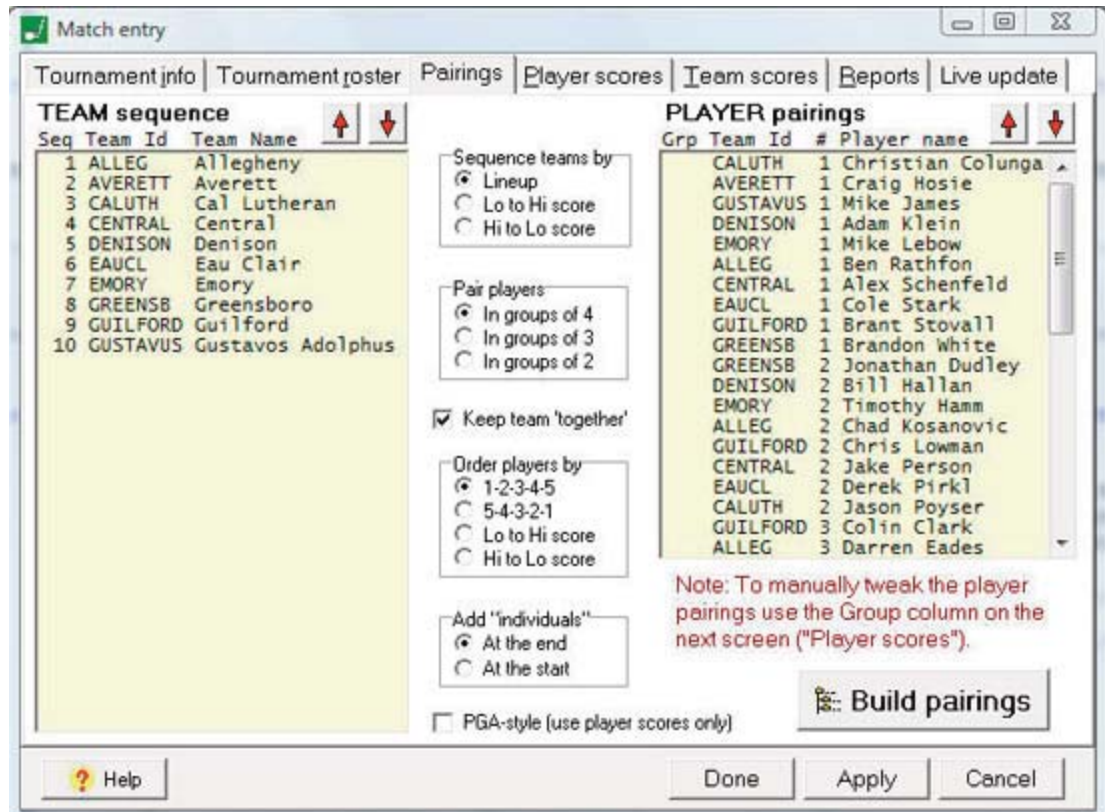 Match entry
Tournament info Tournament roster Pairings Player scores Team scores Reports Live update
TEAM sequence
Seq Team Id Team Name
1 ALLEG Allegheny
2 AVERETT Averett
3 CALUTH Cal Lutheran
4 CENTRAL Central
5 DENISON Denison
6 EAUCL Eau Clair
7 EMORY Emory
8 GREENSB Greensboro
9 GUILFORD Guilford
10 GUSTAVUS Gustavos Adolphus
Sequence teams by
Lineup
Lo to Hi score
Hi to Lo score
Pair players
In groups of 4
In groups of 3
In groups of 2
Keep team 'together'
Order players by
1-2-3-4-5
5-4-3-2-1
Lo to Hi score
Hi to Lo score
Add "individuals"
At the end
At the start
PGA-style (use player scores only)
PLAYER pairings
Grp Team Id # Player name
CALUTH 1 Christian Colunga
AVERETT 1 Craig Hosie
GUSTAVUS 1 Mike James
DENISON 1 Adam Klein
EMORY 1 Mike Lebow
ALLEG 1 Ben Rathfon
CENTRAL 1 Alex Schenfeld
EAUCL 1 Cole Stark
GUILFORD 1 Brant Stovall
GREENSB 1 Brandon White
GREENSB 2 Jonathan Dudley
DENISON 2 Bill Hallan
EMORY 2 Timothy Hamm
ALLEG 2 Chad Kosanovic
GUILFORD 2 Chris Lowman
CENTRAL 2 Jake Person
EAUCL 2 Derek Pirkl
CALUTH 2 Jason Poyser
GUILFORD 3 Colin Clark
ALLEG 3 Darren Eades
Note: To manually tweak the player
pairings use the Group column on the
next screen ("Player scores").
Build pairings
Help
Done
Apply
Cancel